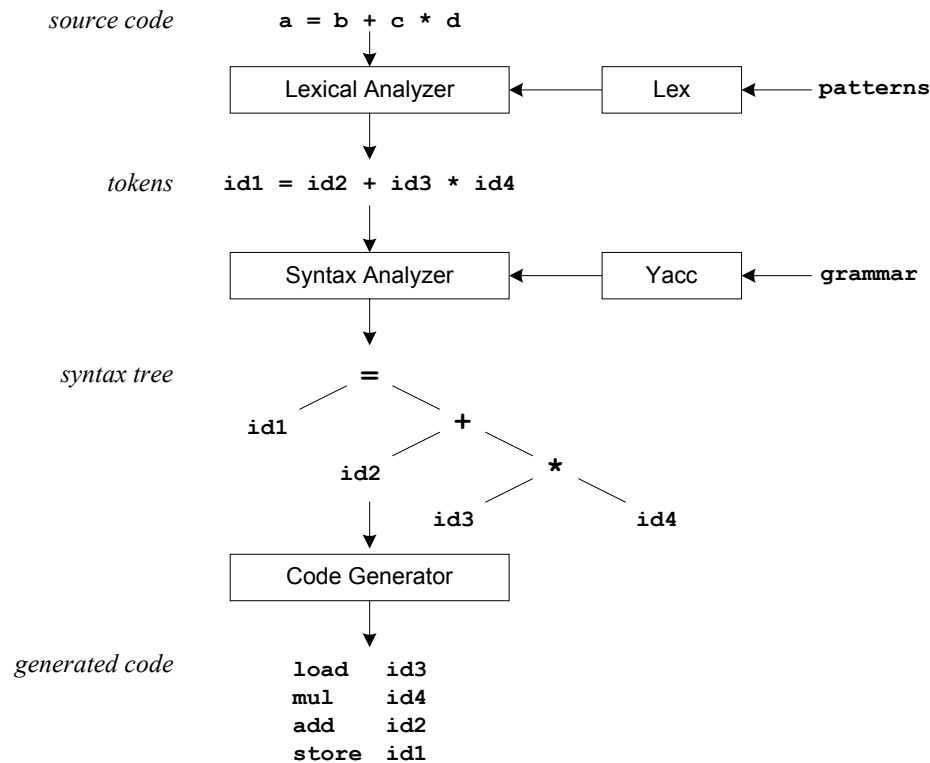 source code a = b + c * d
Lexical Analyzer Lex patterns
tokens id1 = id2 + id3 * id4
Syntax Analyzer Yacc grammar
syntax tree =
id1 +
id2 *
id3 id4
Code Generator
generated code load id3
mul id4
add id2
store id1